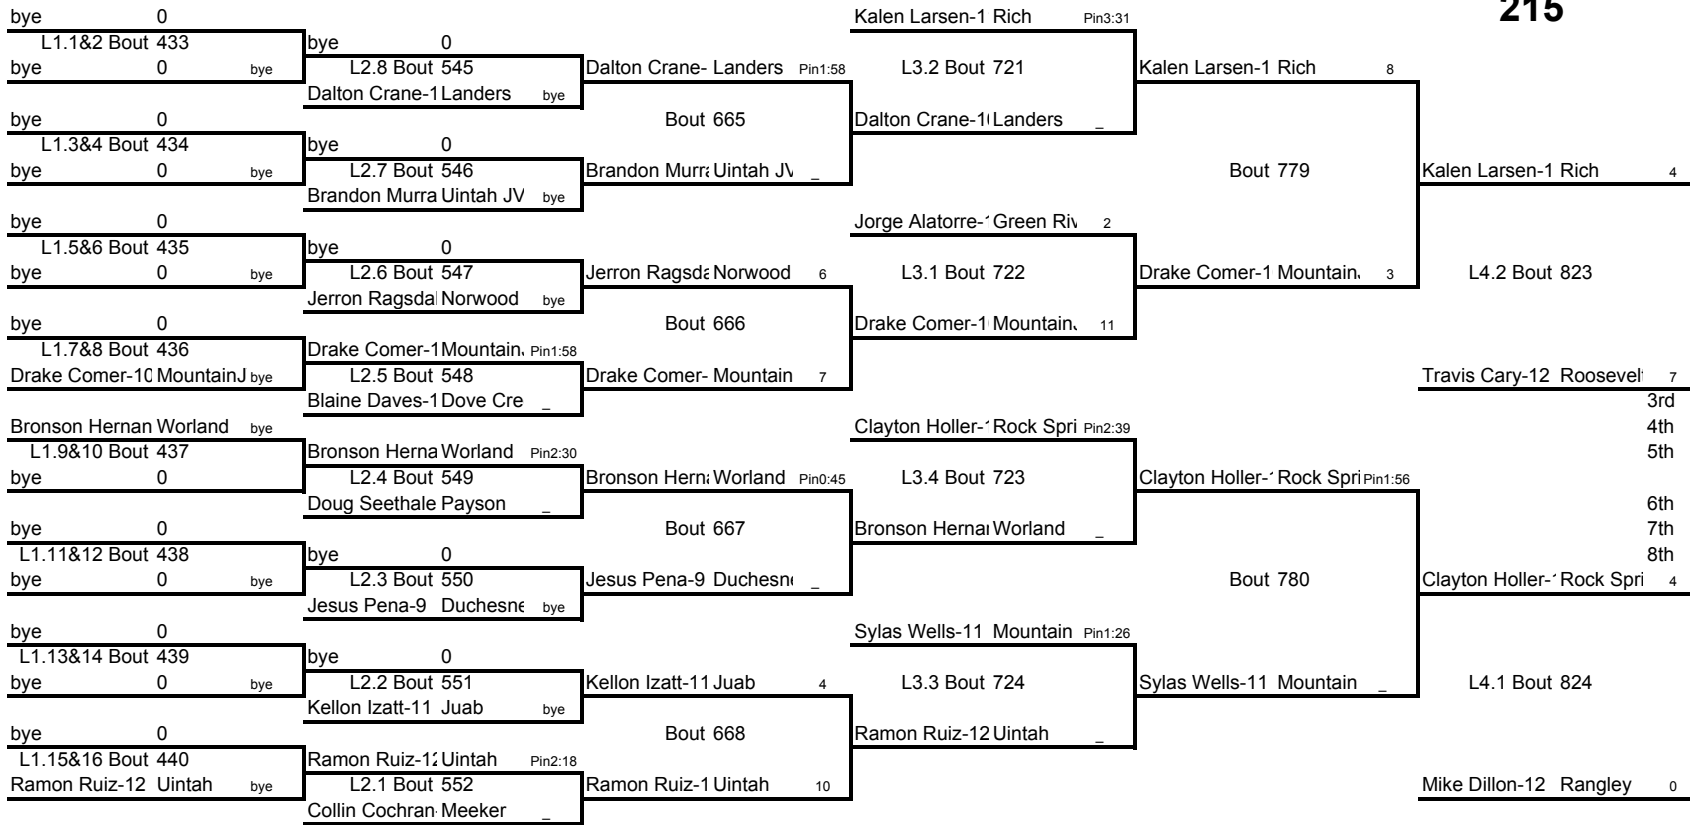 215
bye 0 Kalen Larsen-1 Rich Pin3:31
L1.1&2 Bout 433 bye 0
bye 0 bye L2.8 Bout 545 Dalton Crane- Landers Pin1:58 L3.2 Bout 721 Kalen Larsen-1 Rich 8
Dalton Crane-1 Landers bye
bye 0 Bout 665 Dalton Crane-1 Landers _
L1.3&4 Bout 434 bye 0
bye 0 bye L2.7 Bout 546 Brandon Murra Uintah JV _ Bout 779 Kalen Larsen-1 Rich 4
Brandon Murra Uintah JV bye
bye 0 Jorge Alatorre- Green Riv 2
L1.5&6 Bout 435 bye 0
bye 0 bye L2.6 Bout 547 Jerron Ragsda Norwood 6 L3.1 Bout 722 Drake Comer-1 Mountain 3 L4.2 Bout 823
Jerron Ragsdal Norwood bye
bye 0 Bout 666 Drake Comer-1 Mountain 11
L1.7&8 Bout 436 Drake Comer-1 Mountain Pin1:58
Drake Comer-10 MountainJ bye L2.5 Bout 548 Drake Comer- Mountain 7 Travis Cary-12 Roosevelt 7
Blaine Daves-1 Dove Cre _ 3rd
Bronson Hernan Worland bye Clayton Holler- Rock Spri Pin2:39 4th
L1.9&10 Bout 437 Bronson Herna Worland Pin2:30 5th
bye 0 L2.4 Bout 549 Bronson Hern Worland Pin0:45 L3.4 Bout 723 Clayton Holler- Rock Spri Pin1:56
Doug Seethale Payson _ 6th
bye 0 Bout 667 Bronson Hernan Worland _ 7th
L1.11&12 Bout 438 bye 0 8th
bye 0 bye L2.3 Bout 550 Jesus Pena-9 Duchesne _ Bout 780 Clayton Holler- Rock Spri 4
Jesus Pena-9 Duchesne bye
bye 0 Sylas Wells-11 Mountain Pin1:26
L1.13&14 Bout 439 bye 0
bye 0 bye L2.2 Bout 551 Kellon Izatt-11 Juab 4 L3.3 Bout 724 Sylas Wells-11 Mountain _ L4.1 Bout 824
Kellon Izatt-11 Juab bye
bye 0 Bout 668 Ramon Ruiz-12 Uintah _
L1.15&16 Bout 440 Ramon Ruiz-12 Uintah Pin2:18
Ramon Ruiz-12 Uintah bye L2.1 Bout 552 Ramon Ruiz-1 Uintah 10 Mike Dillon-12 Rangley 0
Collin Cochran- Meeker _